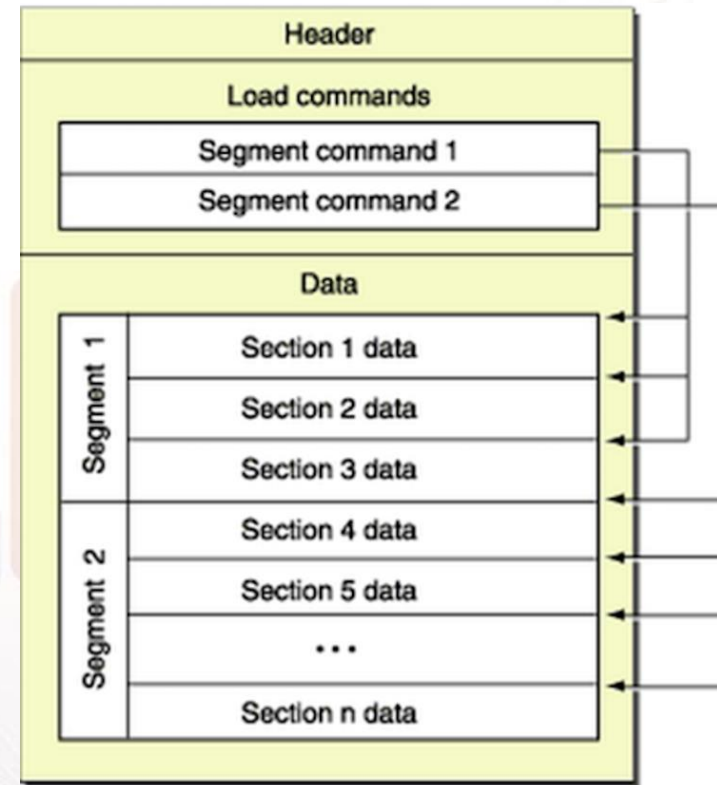 Header
Load commands
Segment command 1
Segment command 2
Data
Segment 1
Section 1 data
Section 2 data
Section 3 data
Segment 2
Section 4 data
Section 5 data
...
Section n data